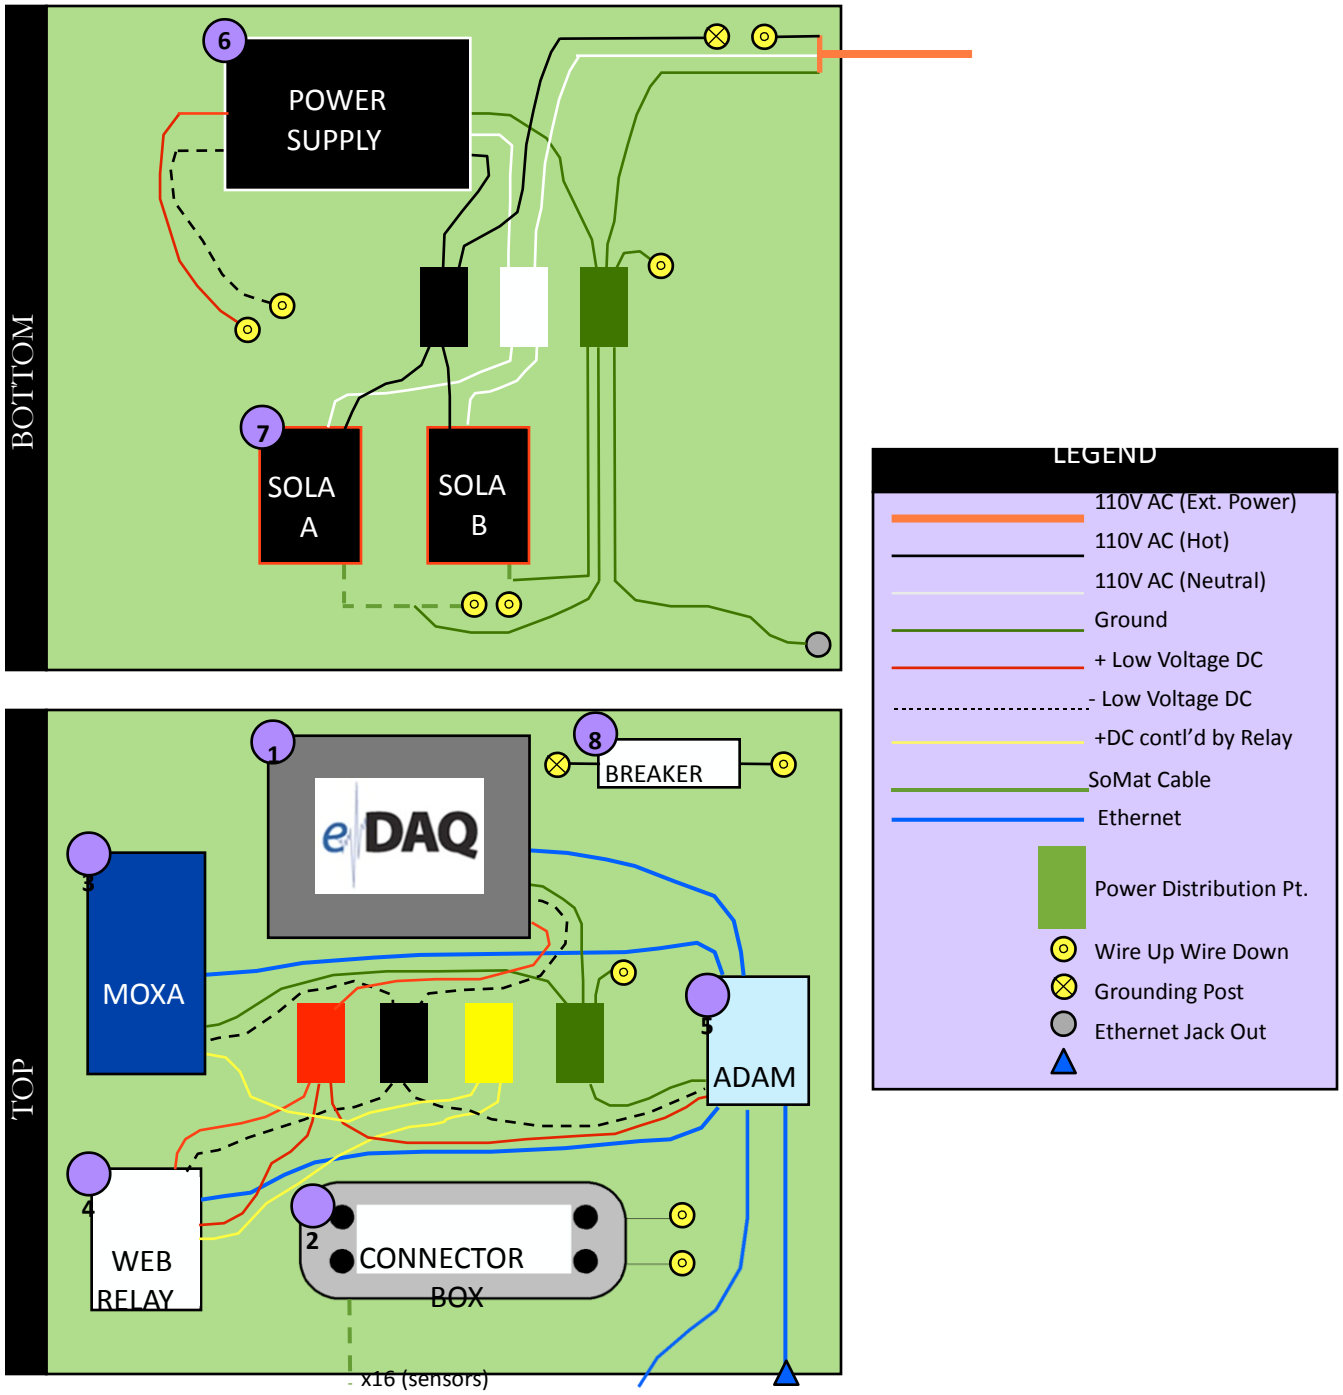 BOTTOM
6
POWER
SUPPLY
7
SOLA
A
SOLA
B
LEGEND
110V AC (Ext. Power)
110V AC (Hot)
110V AC (Neutral)
Ground
+ Low Voltage DC
- Low Voltage DC
+DC contl’d by Relay
SoMat Cable
Ethernet
Power Distribution Pt.
Wire Up Wire Down
Grounding Post
Ethernet Jack Out
TOP
1
eDAQ
8
BREAKER
3
MOXA
5
ADAM
4
WEB
RELAY
2
CONNECTOR
BOX
x16 (sensors)